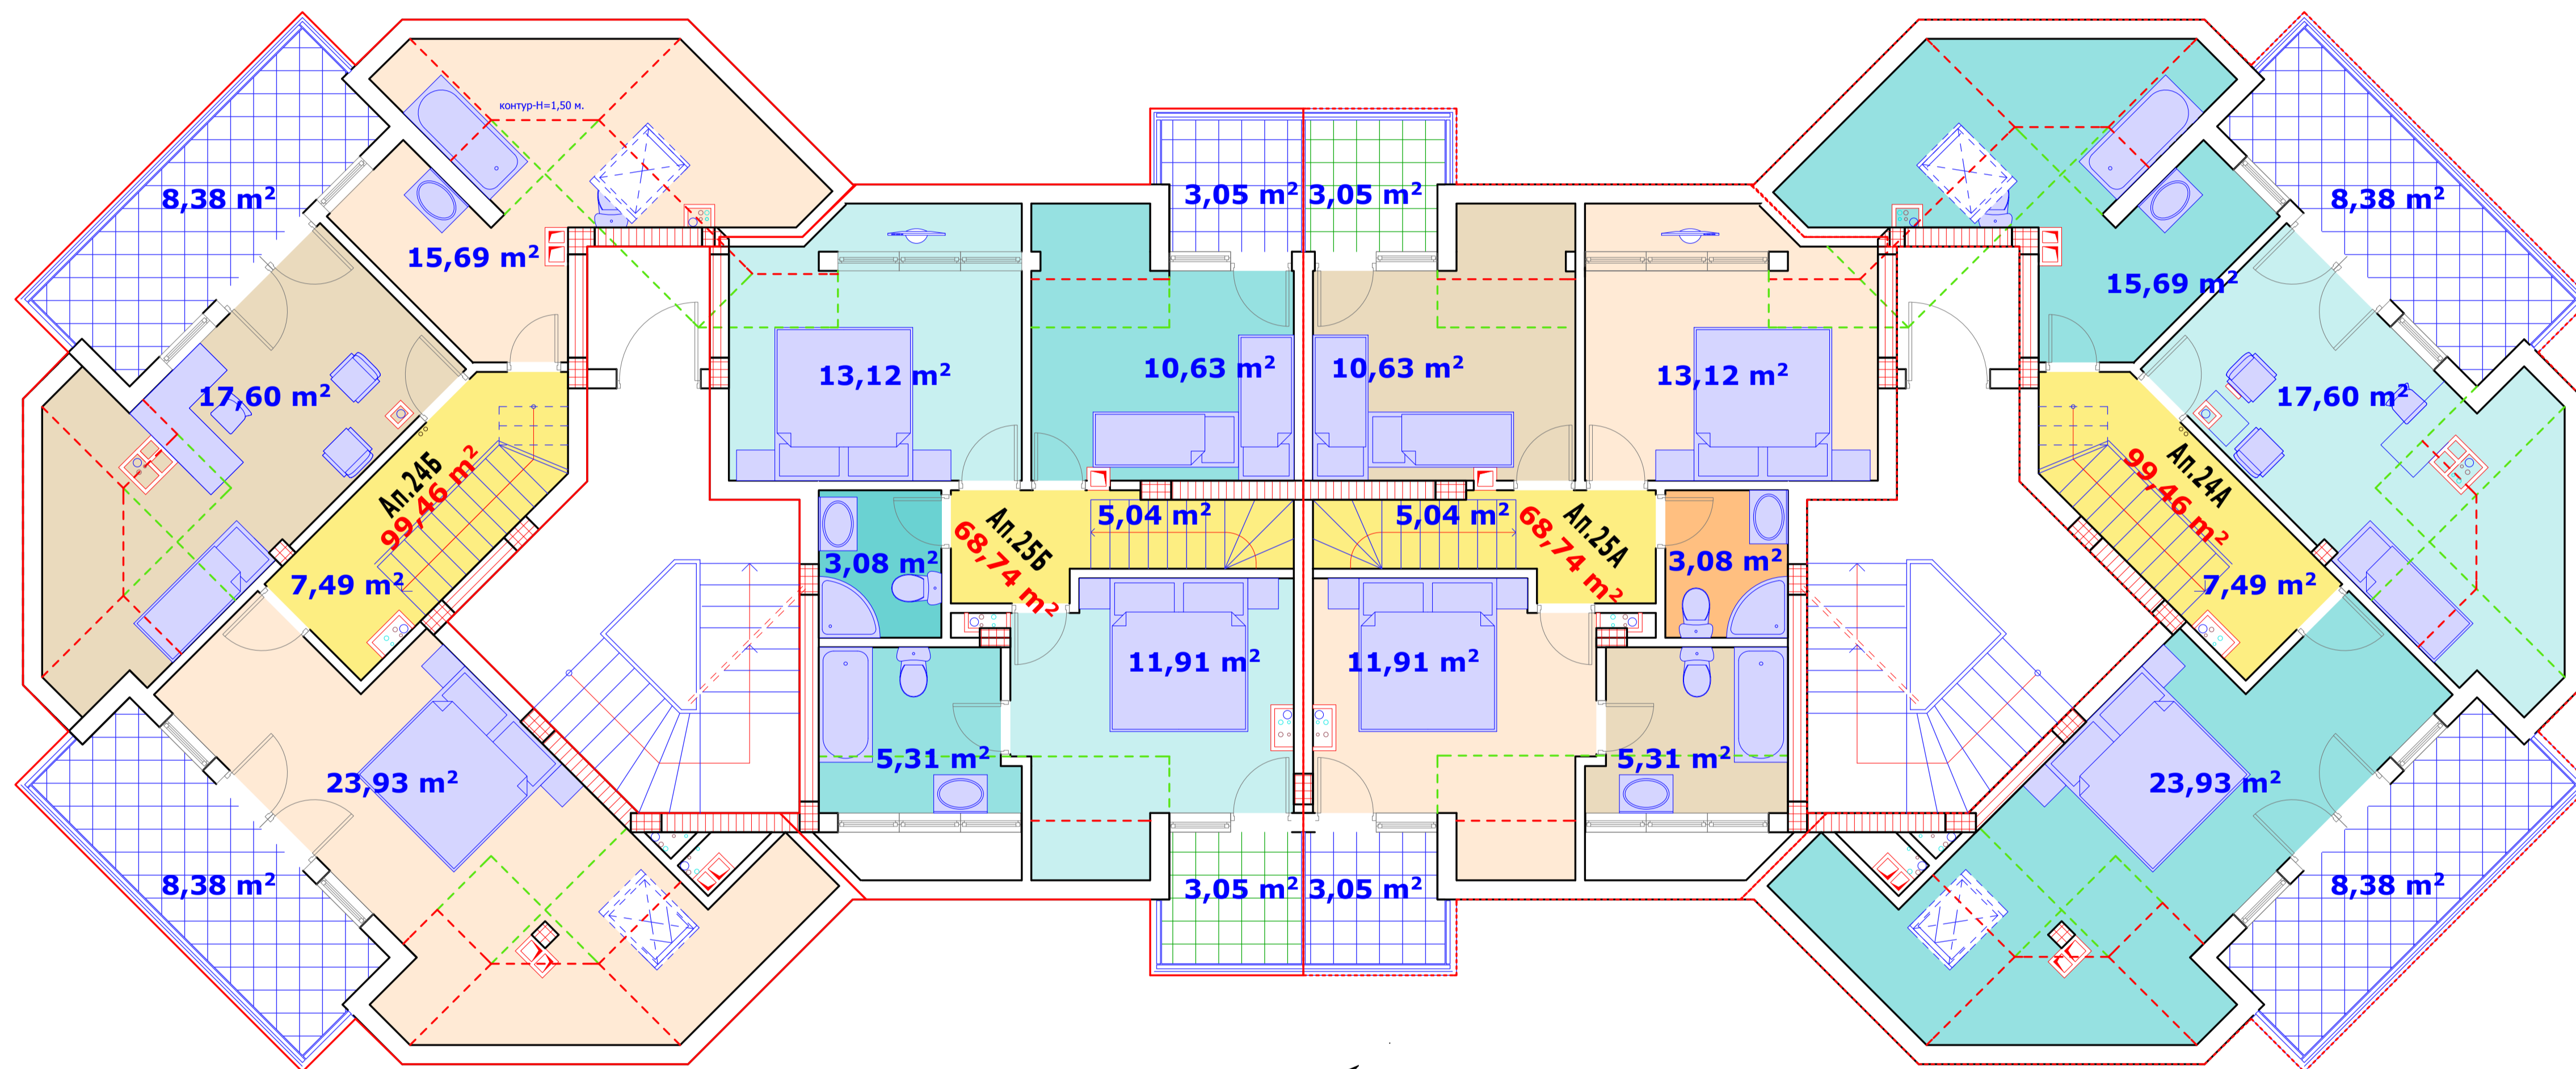 контур-H=1,50 м.
8,38 m²
3,05 m²
3,05 m²
8,38 m²
15,69 m²
15,69 m²
17,60 m²
13,12 m²
10,63 m²
10,63 m²
13,12 m²
17,60 m²
Ап.24Б
99,46 m²
Ап.24А
99,46 m²
5,04 m²
5,04 m²
Ап.25Б
68,74 m²
Ап.25А
68,74 m²
3,08 m²
3,08 m²
7,49 m²
7,49 m²
11,91 m²
11,91 m²
5,31 m²
5,31 m²
23,93 m²
23,93 m²
8,38 m²
3,05 m²
3,05 m²
8,38 m²